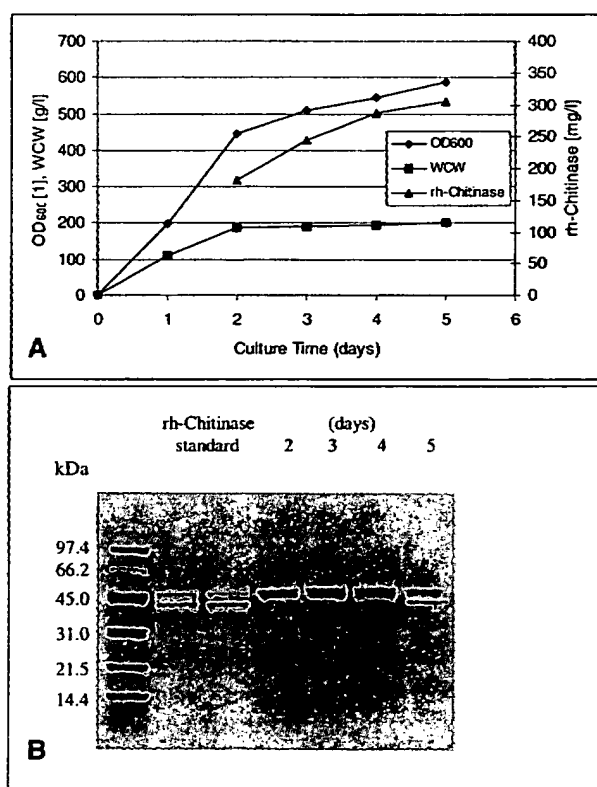 700
600
500
400
300
200
100
0
OD600 [1], WCW [g/l]
400
350
300
250
200
150
100
50
0
rh-Chitinase (mg/l)
OD600
WCW
rh-Chitinase
0 1 2 3 4 5 6
Culture Time (days)
A
rh-Chitinase (days)
standard 2 3 4 5
kDa
97.4
66.2
45.0
31.0
21.5
14.4
B